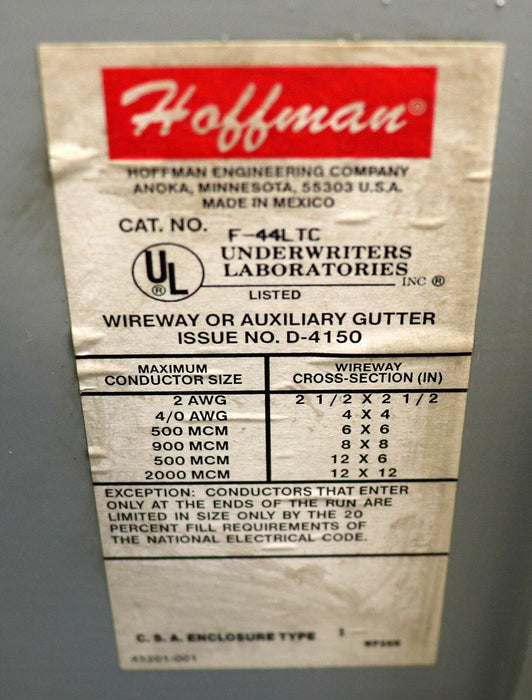 Hoffman®
HOFFMAN ENGINEERING COMPANY
ANOKA, MINNESOTA, 55303 U.S.A.
MADE IN MEXICO
CAT. NO. F-44LTC
UL ® UNDERWRITERS
LABORATORIES INC ®
LISTED
WIREWAY OR AUXILIARY GUTTER
ISSUE NO. D-4150
MAXIMUM CONDUCTOR SIZE WIREWAY CROSS-SECTION (IN)
2 AWG 2 1/2 X 2 1/2
4/0 AWG 4 X 4
500 MCM 6 X 6
900 MCM 8 X 8
500 MCM 12 X 6
2000 MCM 12 X 12
EXCEPTION: CONDUCTORS THAT ENTER
ONLY AT THE ENDS OF THE RUN ARE
LIMITED IN SIZE ONLY BY THE 20
PERCENT FILL REQUIREMENTS OF
THE NATIONAL ELECTRICAL CODE.
C.S.A. ENCLOSURE TYPE 1
43201-001